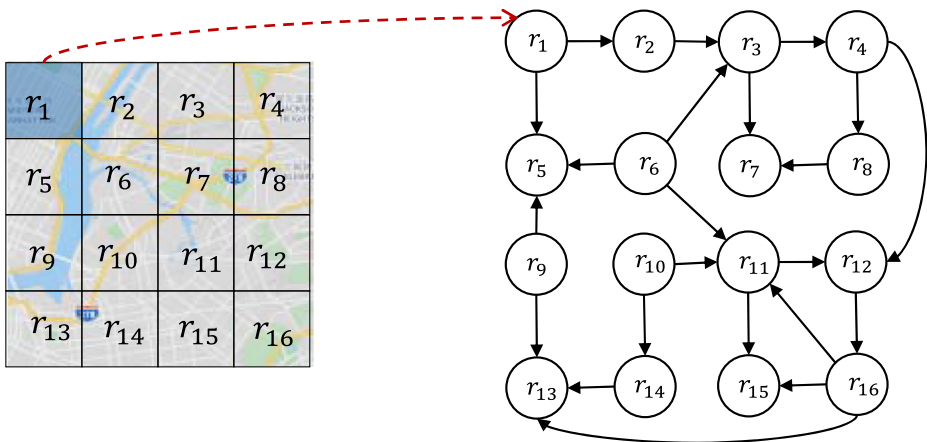 r₁ r₂ r₃ r₄
r₅ r₆ r₇ r₈
r₉ r₁₀ r₁₁ r₁₂
r₁₃ r₁₄ r₁₅ r₁₆
r₁ r₂ r₃ r₄
r₅ r₆ r₇ r₈
r₉ r₁₀ r₁₁ r₁₂
r₁₃ r₁₄ r₁₅ r₁₆